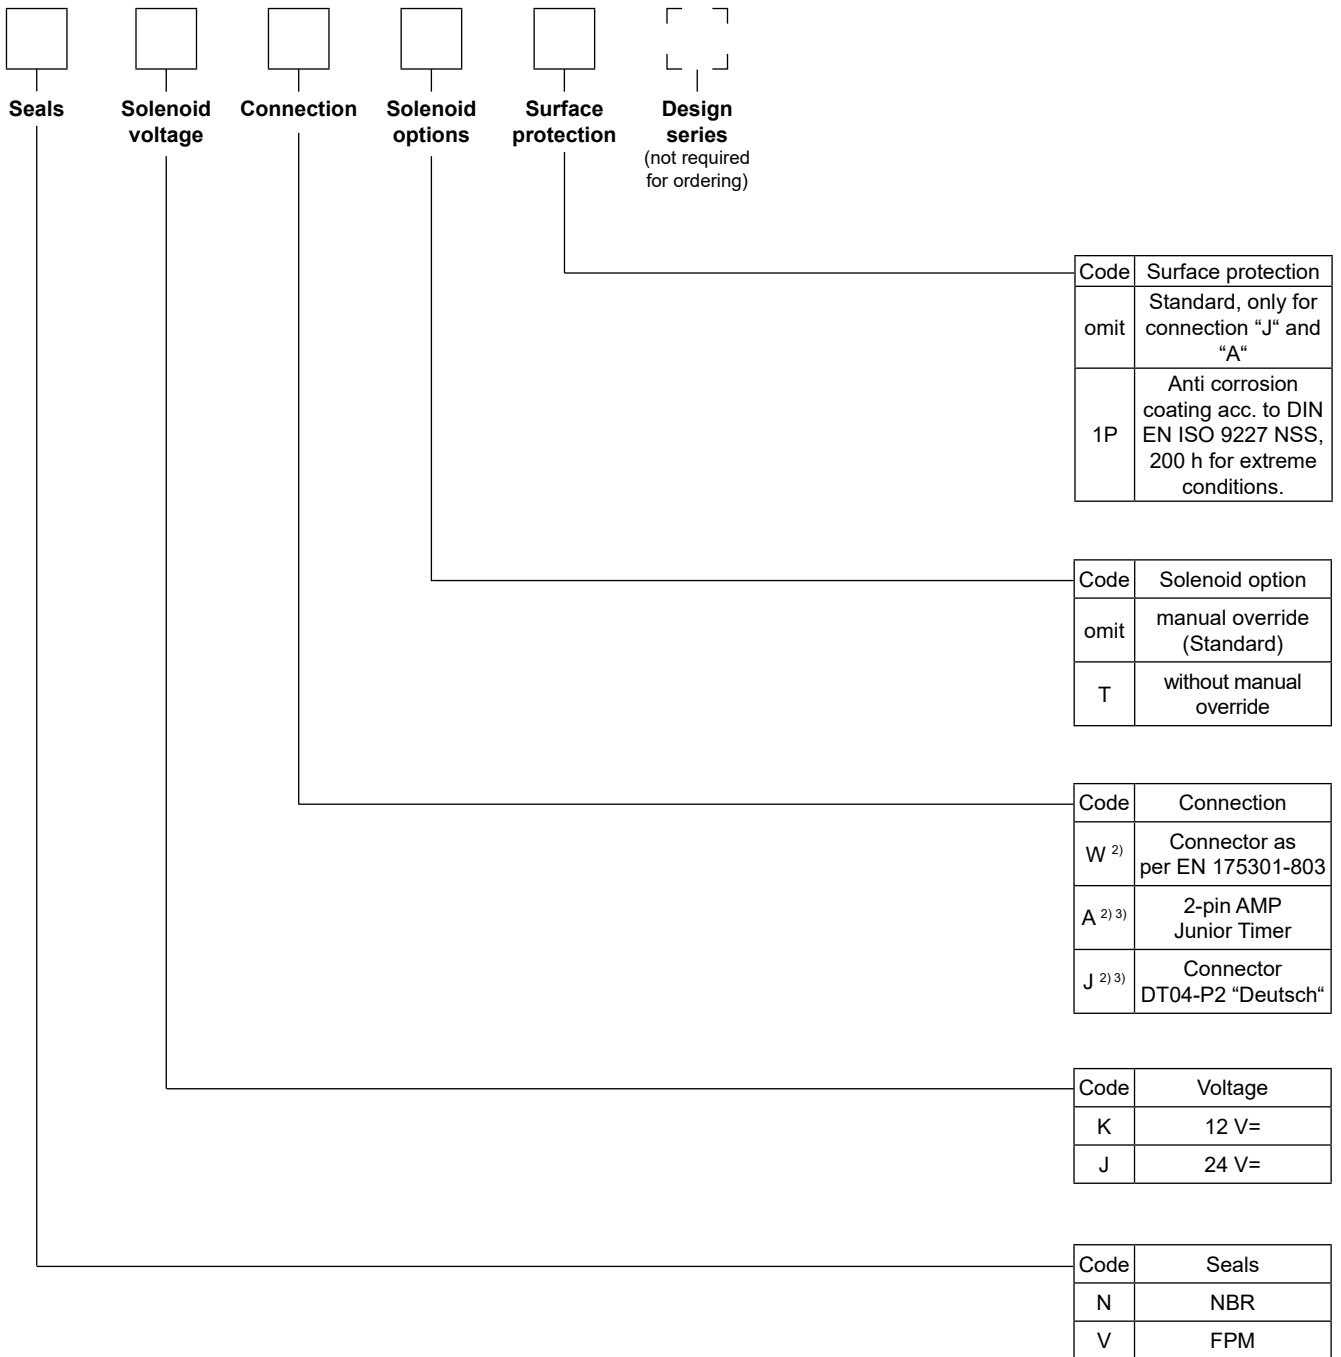 Seals
Solenoid
voltage
Connection
Solenoid
options
Surface
protection
Design
series
(not required
for ordering)
Code Surface protection
omit Standard, only for
connection “J“ and
“A“
1P Anti corrosion
coating acc. to DIN
EN ISO 9227 NSS,
200 h for extreme
conditions.
Code Solenoid option
omit manual override
(Standard)
T without manual
override
Code Connection
W 2) Connector as
per EN 175301-803
A 2) 3) 2-pin AMP
Junior Timer
J 2) 3) Connector
DT04-P2 “Deutsch“
Code Voltage
K 12 V=
J 24 V=
Code Seals
N NBR
V FPM